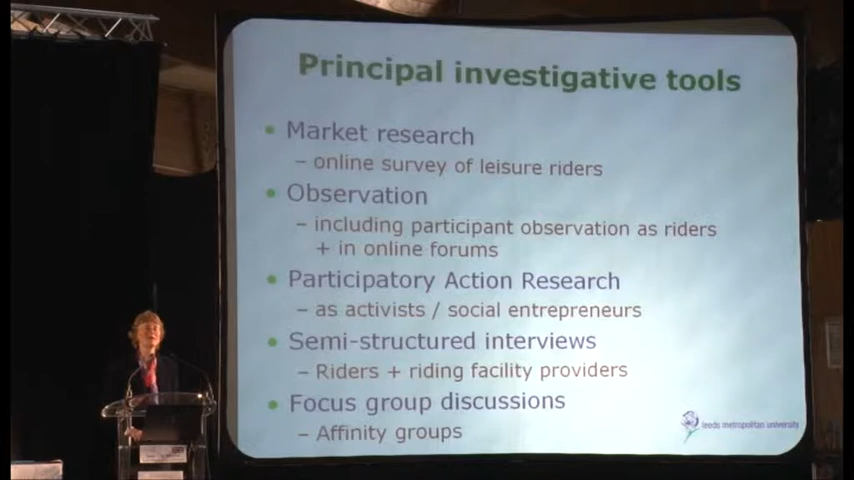 Principal investigative tools
• Market research
– online survey of leisure riders
• Observation
– including participant observation as riders
+ in online forums
• Participatory Action Research
– as activists / social entrepreneurs
• Semi-structured interviews
– Riders + riding facility providers
• Focus group discussions
– Affinity groups
leeds metropolitan university